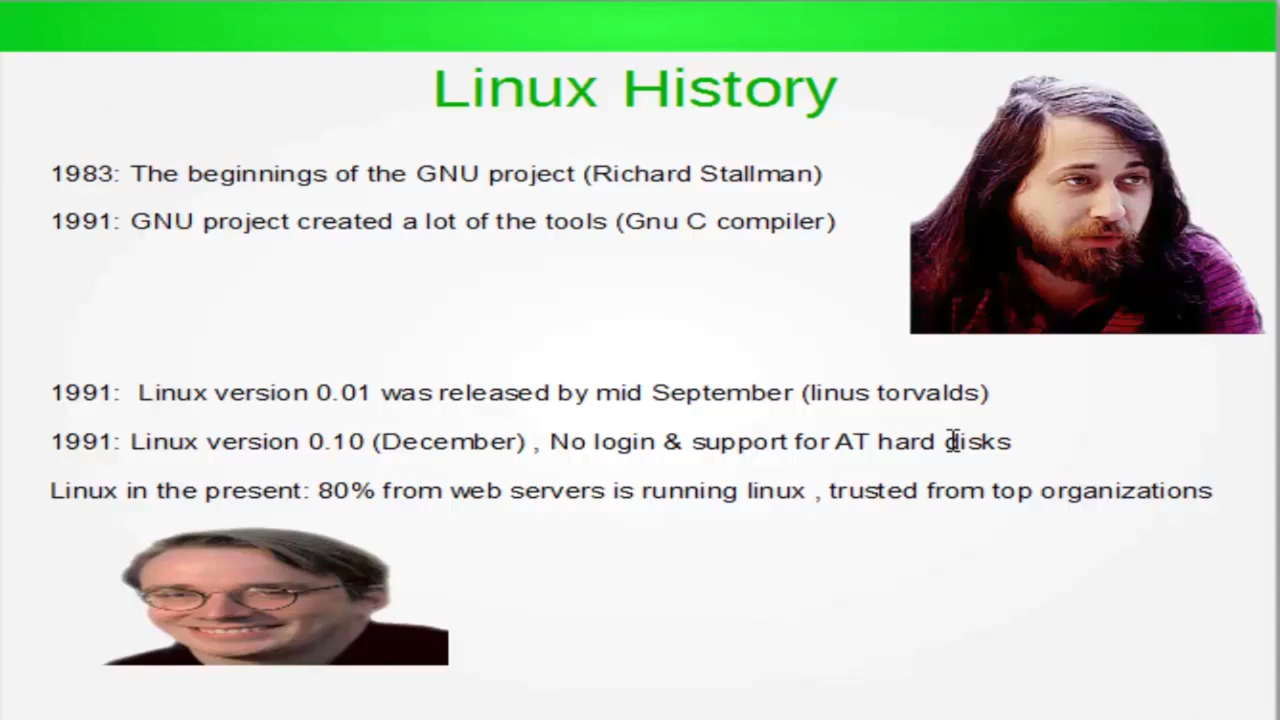 Linux History
1983: The beginnings of the GNU project (Richard Stallman)
1991: GNU project created a lot of the tools (Gnu C compiler)
1991: Linux version 0.01 was released by mid September (linus torvalds)
1991: Linux version 0.10 (December) , No login & support for AT hard disks
Linux in the present: 80% from web servers is running linux , trusted from top organizations